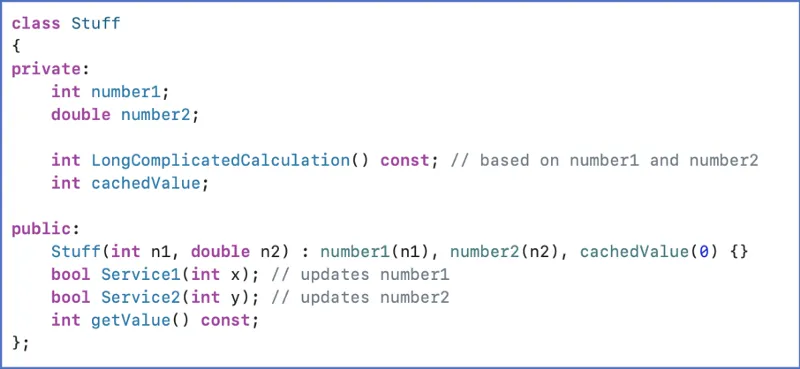 class Stuff
{
private:
    int number1;
    double number2;

    int LongComplicatedCalculation() const; // based on number1 and number2
    int cachedValue;

public:
    Stuff(int n1, double n2) : number1(n1), number2(n2), cachedValue(0) {}
    bool Service1(int x); // updates number1
    bool Service2(int y); // updates number2
    int getValue() const;
};